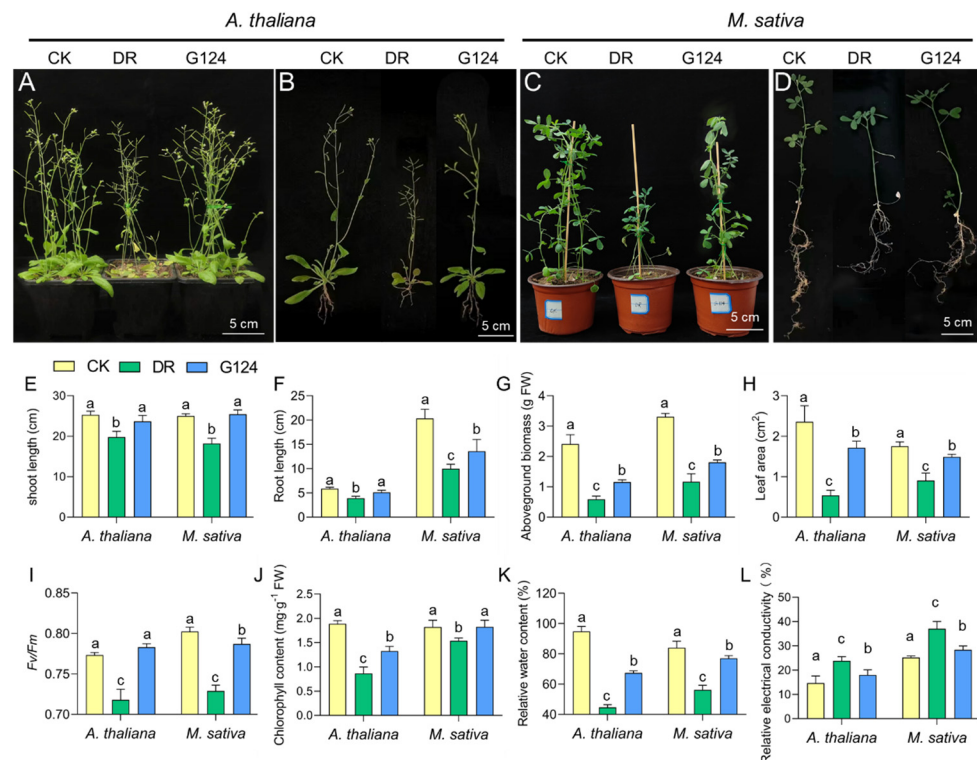 A. thaliana M. sativa
CK DR G124 CK DR G124 CK DR G124 CK DR G124
A B C D
5 cm 5 cm 5 cm 5 cm
CK DR G124
E
shoot length (cm)
30
20
10
0
a b a a b a
A. thaliana M. sativa
F
Root length (cm)
25
20
15
10
5
0
a b a a c b
A. thaliana M. sativa
G
Aboveground biomass (g FW)
4
3
2
1
0
a c b a c b
A. thaliana M. sativa
H
Leaf area (cm2)
3
2
1
0
a c b a c b
A. thaliana M. sativa
I
Fv/Fm
0.85
0.80
0.75
0.70
a c a a c b
A. thaliana M. sativa
J
Chlorophyll content (mg·g-1 FW)
2.5
2.0
1.5
1.0
0.5
0.0
a c b a b a
A. thaliana M. sativa
K
Relative water content (%)
120
100
80
60
40
a c b a c b
A. thaliana M. sativa
L
Relative electrical conductivity (%)
50
40
30
20
10
0
a c b a c b
A. thaliana M. sativa